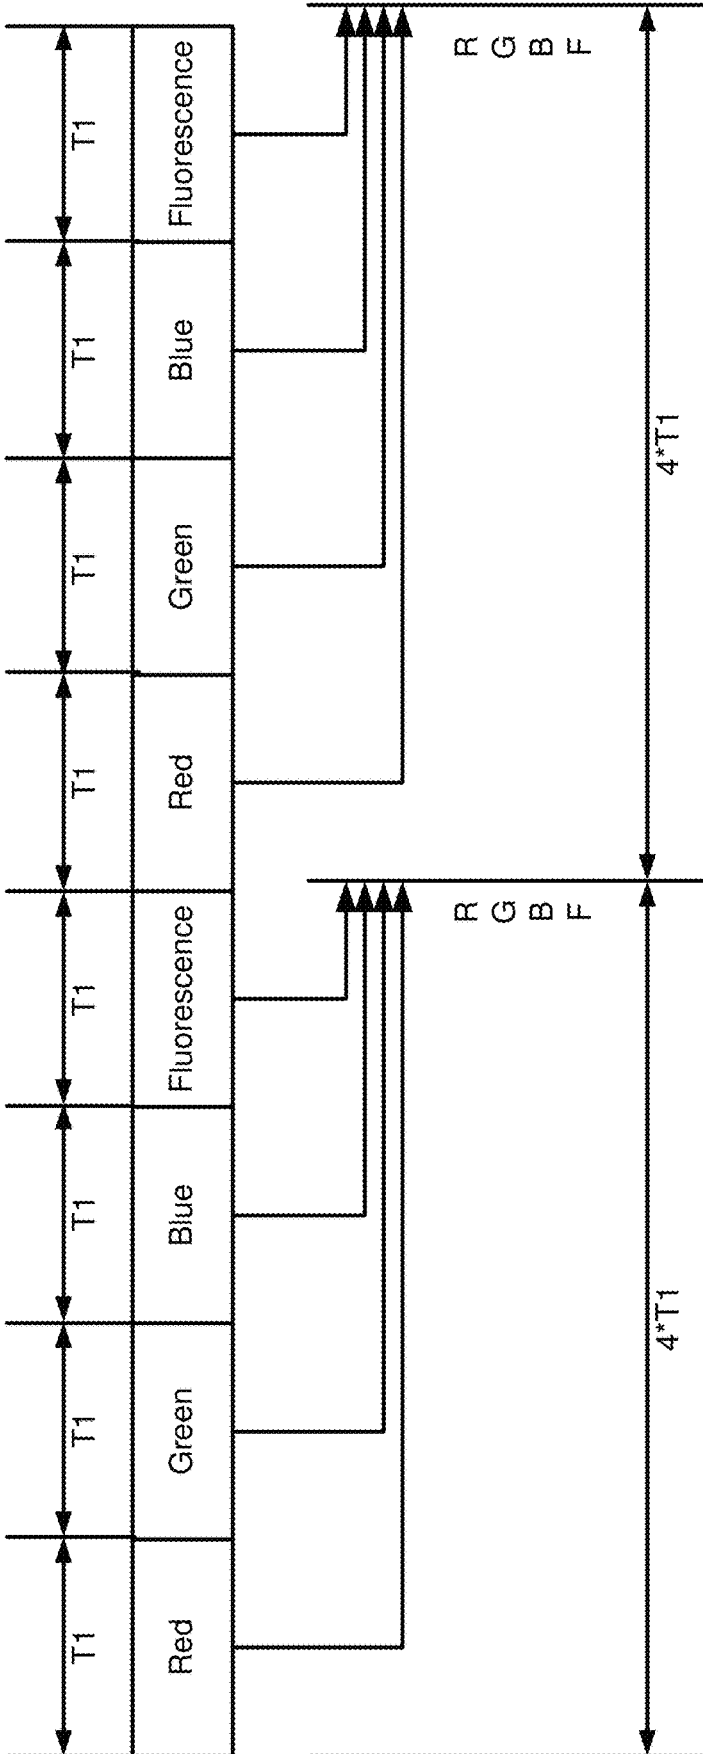 T1
T1
T1
T1
T1
T1
T1
T1
Red
Green
Blue
Fluorescence
Red
Green
Blue
Fluorescence
R
G
B
F
R
G
B
F
4*T1
4*T1